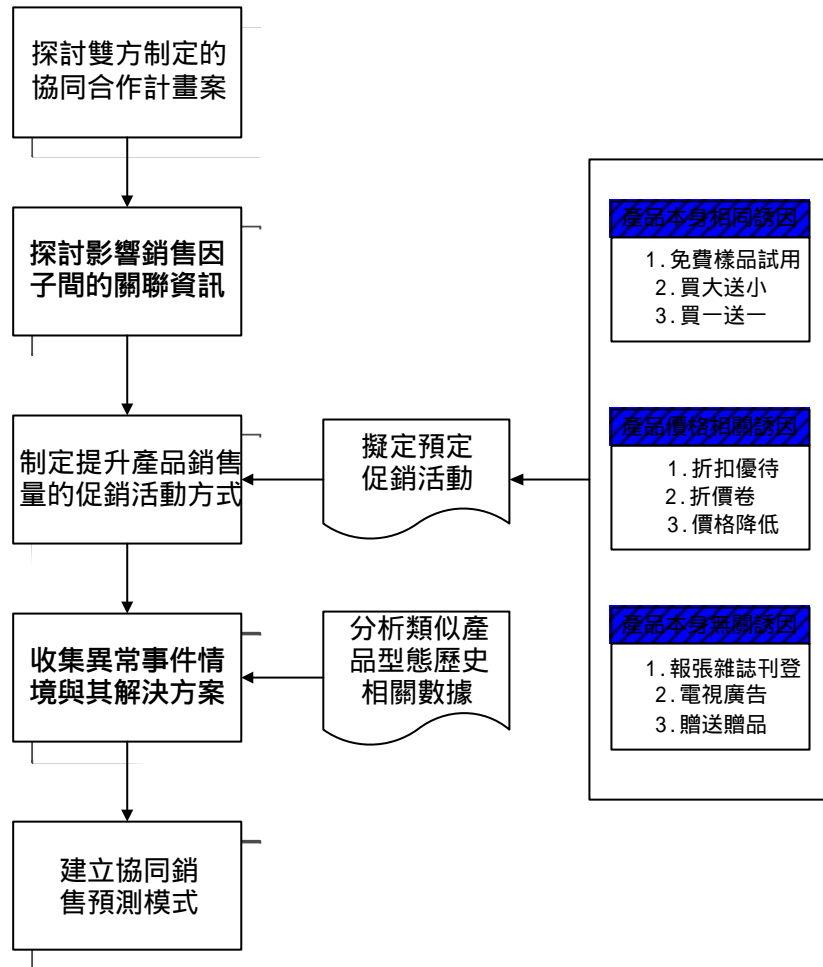 探討雙方制定的
協同合作計畫案
探討影響銷售因
子間的關聯資訊
制定提升產品銷售
量的促銷活動方式
擬定預定
促銷活動
收集異常事件情
境與其解決方案
分析類似產
品型態歷史
相關數據
建立協同銷
售預測模式
產品本身相同誘因
1.免費樣品試用
2.買大送小
3.買一送一
產品價格相關誘因
1.折扣優待
2.折價卷
3.價格降低
產品本身無關誘因
1.報張雜誌刊登
2.電視廣告
3.贈送贈品